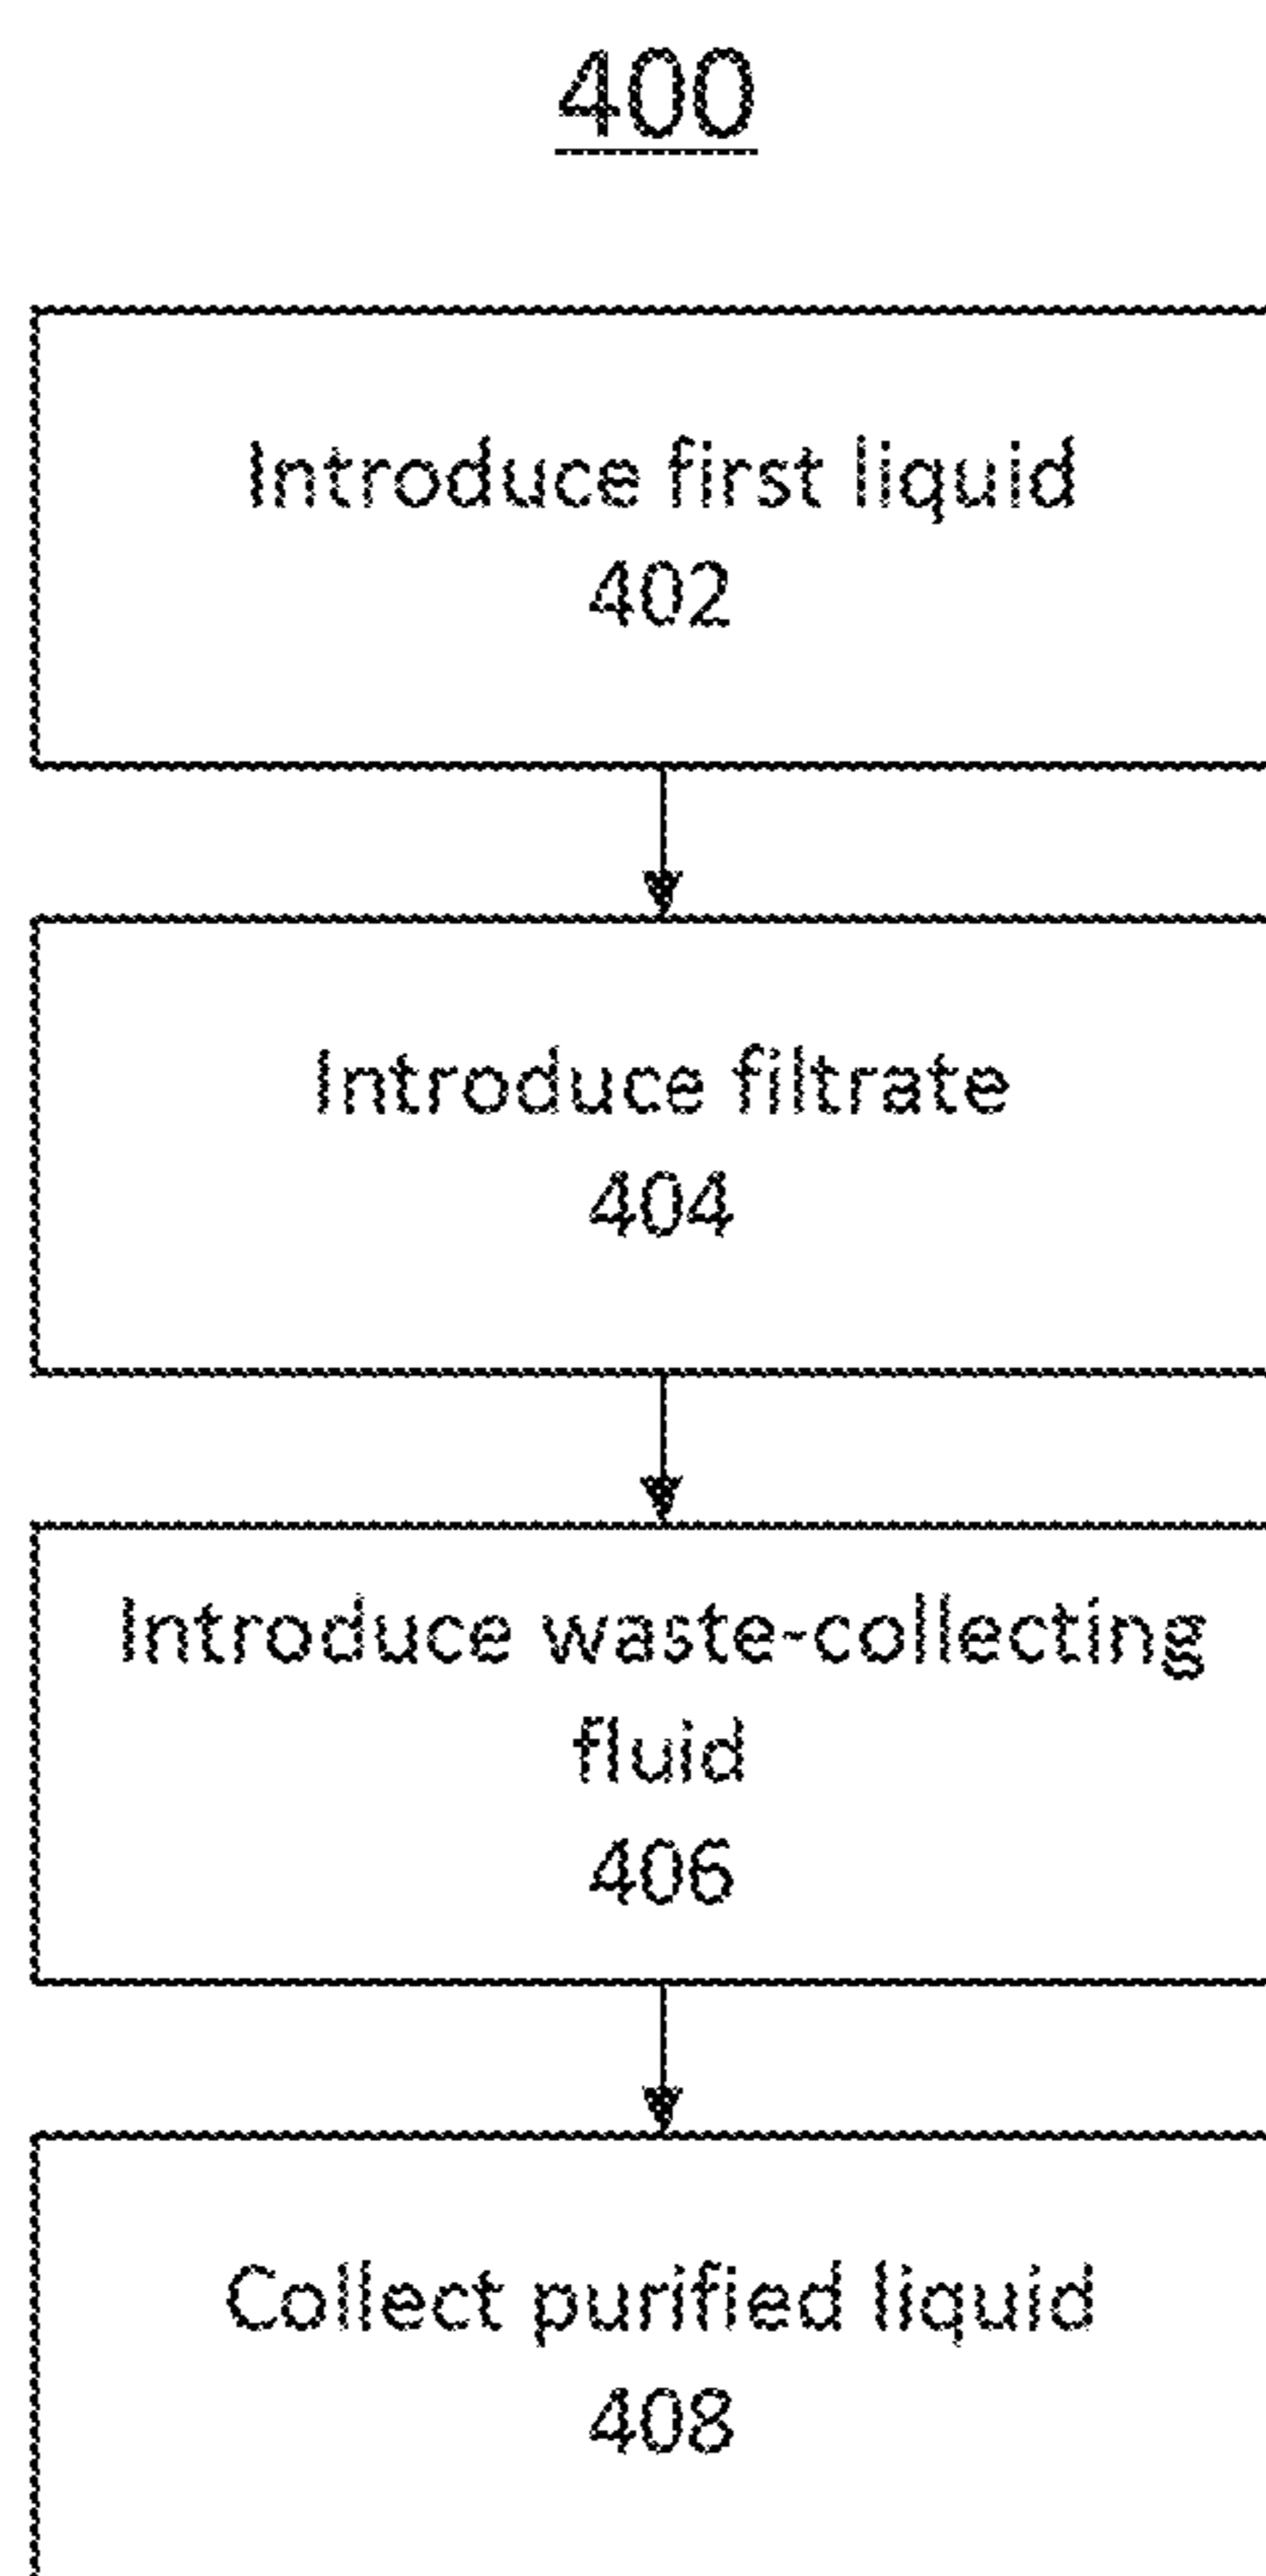 400
Introduce first liquid
402
Introduce filtrate
404
Introduce waste-collecting
fluid
406
Collect purified liquid
408